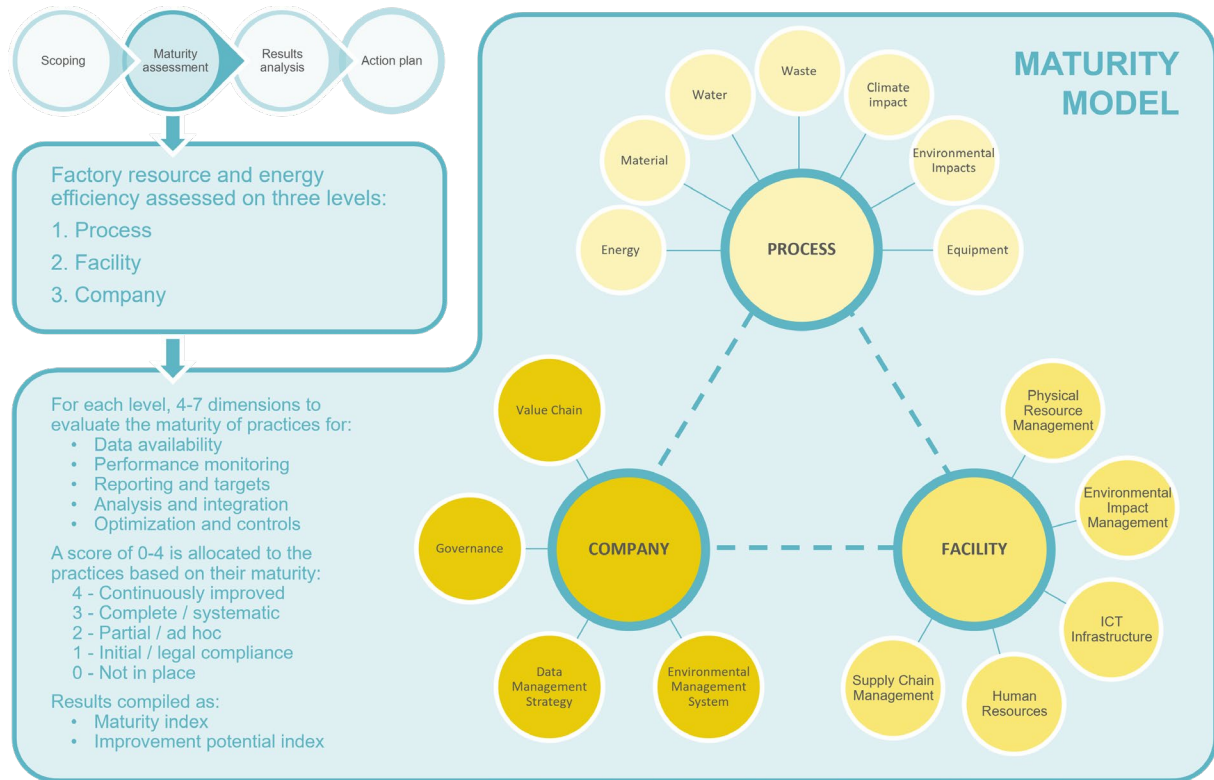 Scoping
Maturity
assessment
Results
analysis
Action plan
Factory resource and energy
efficiency assessed on three levels:
1. Process
2. Facility
3. Company
For each level, 4-7 dimensions to
evaluate the maturity of practices for:
• Data availability
• Performance monitoring
• Reporting and targets
• Analysis and integration
• Optimization and controls
A score of 0-4 is allocated to the
practices based on their maturity:
4 - Continuously improved
3 - Complete / systematic
2 - Partial / ad hoc
1 - Initial / legal compliance
0 - Not in place
Results compiled as:
• Maturity index
• Improvement potential index
MATURITY
MODEL
Energy
Material
Water
Waste
Climate
impact
Environmental
Impacts
Equipment
PROCESS
Value Chain
Governance
Data
Management
Strategy
Environmental
Management
System
COMPANY
Physical
Resource
Management
Environmental
Impact
Management
ICT
Infrastructure
Human
Resources
Supply Chain
Management
FACILITY